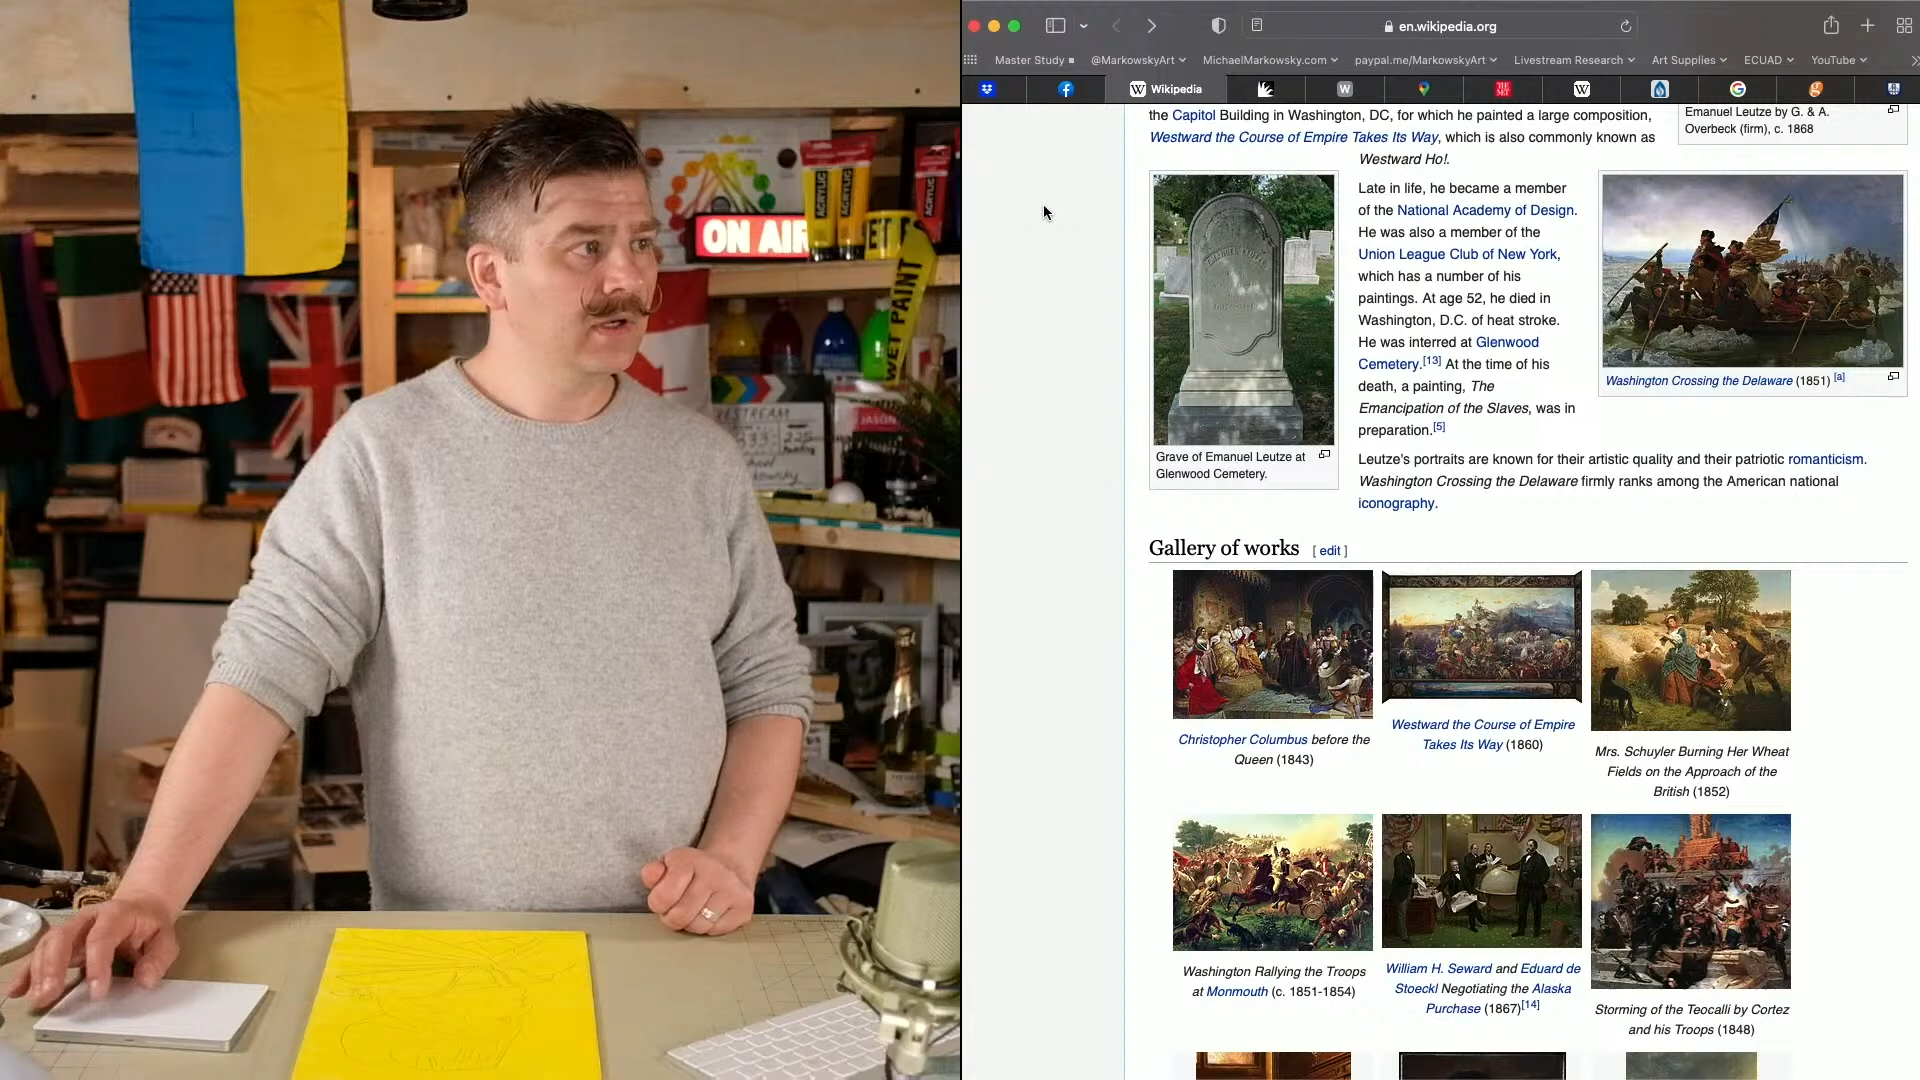 ON AIR
ACRYLIC
ACRYLIC
WET PAINT
en.wikipedia.org
Master Study
@MarkowskyArt
MichaelMarkowsky.com
paypal.me/MarkowskyArt
Livestream Research
Art Supplies
ECUAD
YouTube
Wikipedia
the Capitol Building in Washington, DC, for which he painted a large composition,
Westward the Course of Empire Takes Its Way, which is also commonly known as
Westward Ho!.
Emanuel Leutze by G. & A.
Overbeck (firm), c. 1868
Late in life, he became a member
of the National Academy of Design.
He was also a member of the
Union League Club of New York,
which has a number of his
paintings. At age 52, he died in
Washington, D.C. of heat stroke.
He was interred at Glenwood
Cemetery.[13] At the time of his
death, a painting, The
Emancipation of the Slaves, was in
preparation.[5]
Grave of Emanuel Leutze at
Glenwood Cemetery.
Washington Crossing the Delaware (1851) [a]
Leutze's portraits are known for their artistic quality and their patriotic romanticism.
Washington Crossing the Delaware firmly ranks among the American national
iconography.
Gallery of works [ edit ]
Christopher Columbus before the
Queen (1843)
Westward the Course of Empire
Takes Its Way (1860)
Mrs. Schuyler Burning Her Wheat
Fields on the Approach of the
British (1852)
Washington Rallying the Troops
at Monmouth (c. 1851-1854)
William H. Seward and Eduard de
Stoeckl Negotiating the Alaska
Purchase (1867)[14]
Storming of the Teocalli by Cortez
and his Troops (1848)